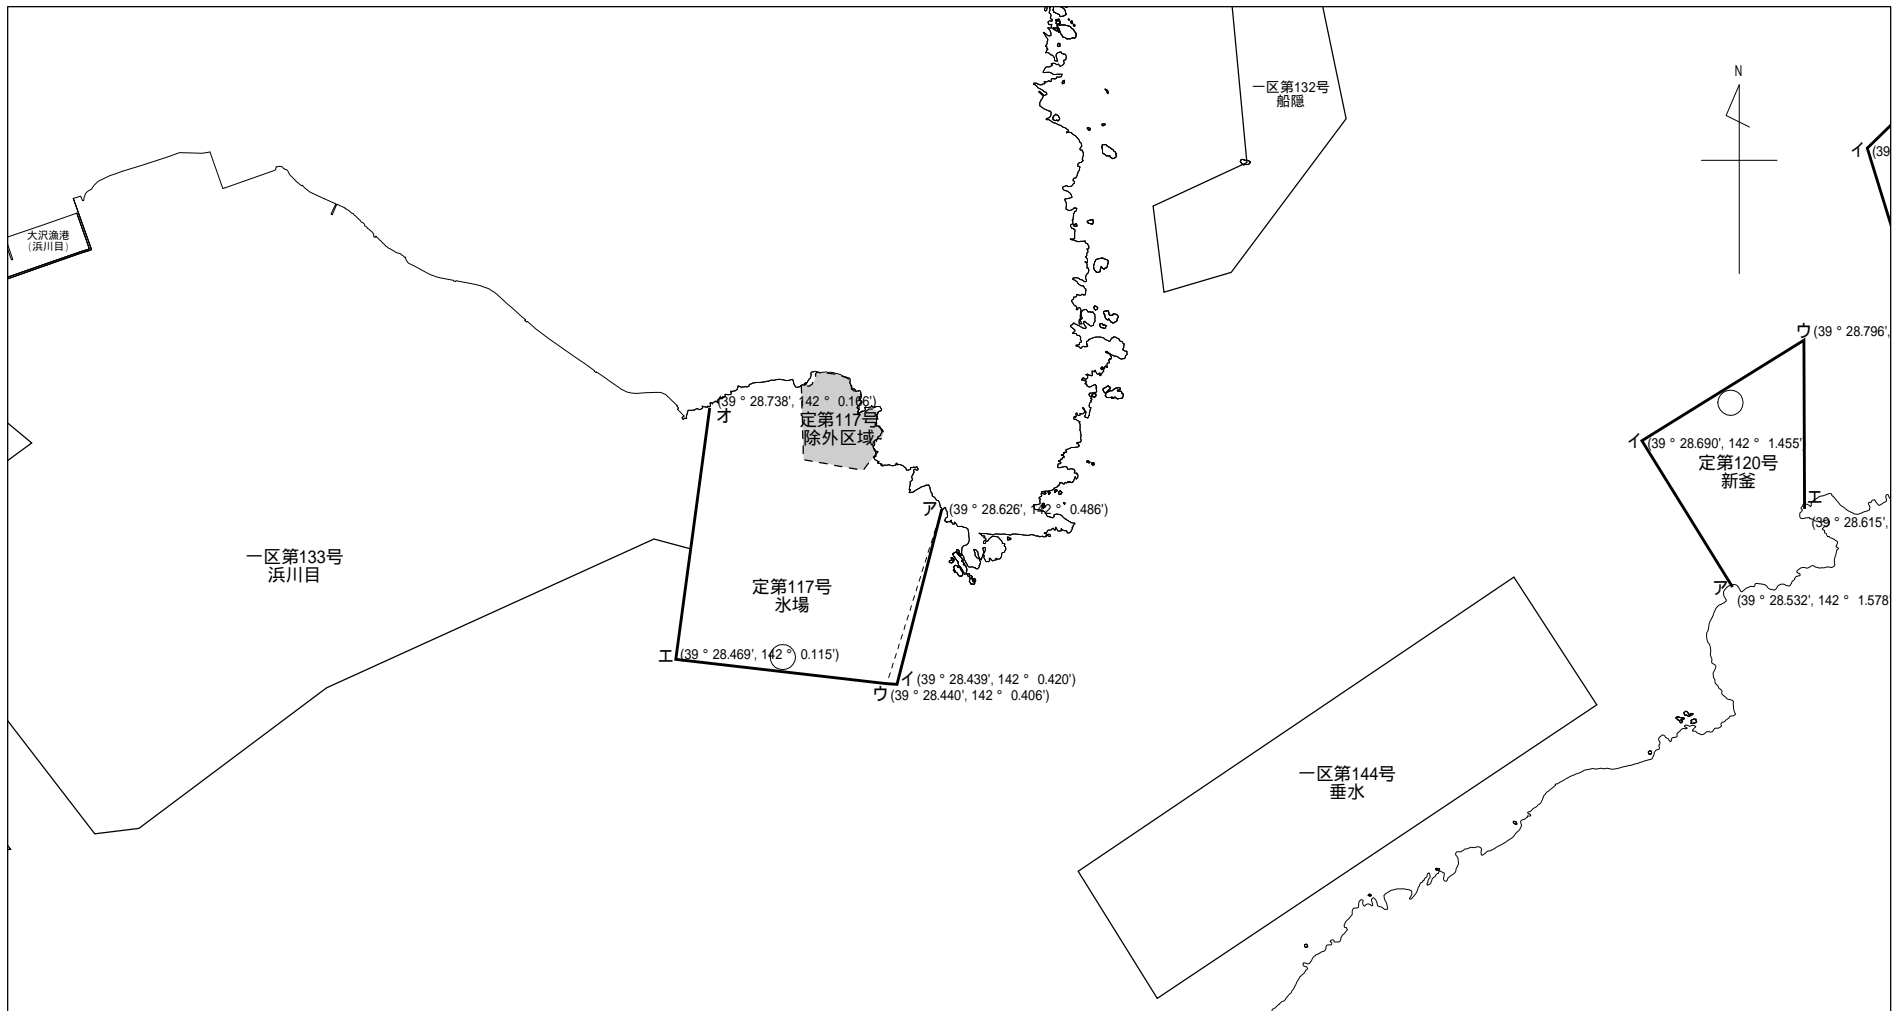 一区第132号
船隠
N
イ(39
大沢漁港
(浜川目)
ウ(39 ° 28.796',
(39 ° 28.738', 142 ° 0.166')
オ
定第117号
除外区域
イ(39 ° 28.690', 142 ° 1.455'
定第120号
新釜
エ
(39 ° 28.615',
ア(39 ° 28.626', 142 ° 0.486')
一区第133号
浜川目
定第117号
氷場
ア
(39 ° 28.532', 142 ° 1.578'
エ(39 ° 28.469', 142 ° 0.115')
イ(39 ° 28.439', 142 ° 0.420')
ウ(39 ° 28.440', 142 ° 0.406')
一区第144号
垂水